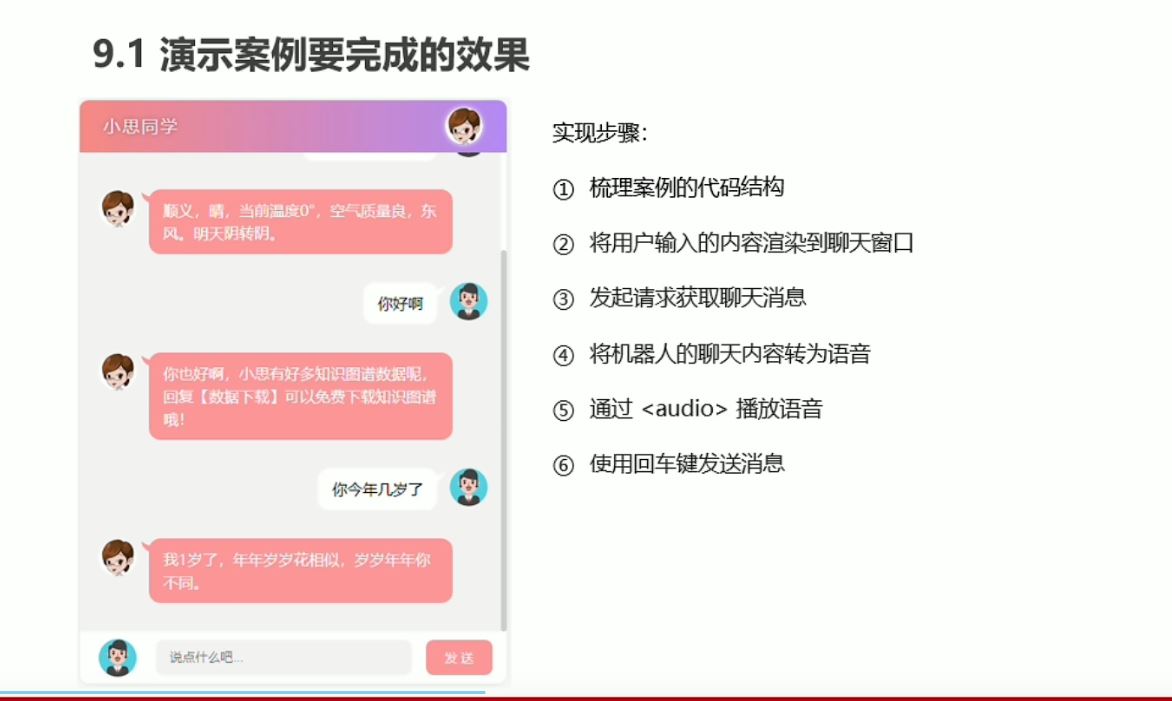 9.1 演示案例要完成的效果
小思同学
顺义，晴，当前温度0°，空气质量良，东
风。明天阴转阴。
你好啊
你也好啊，小思有好多知识图谱数据呢，
回复【数据下载】可以免费下载知识图谱
哦！
你今年几岁了
我1岁了，年年岁岁花相似，岁岁年年你
不同。
说点什么吧...
发 送
实现步骤：
① 梳理案例的代码结构
② 将用户输入的内容渲染到聊天窗口
③ 发起请求获取聊天消息
④ 将机器人的聊天内容转为语音
⑤ 通过 <audio> 播放语音
⑥ 使用回车键发送消息